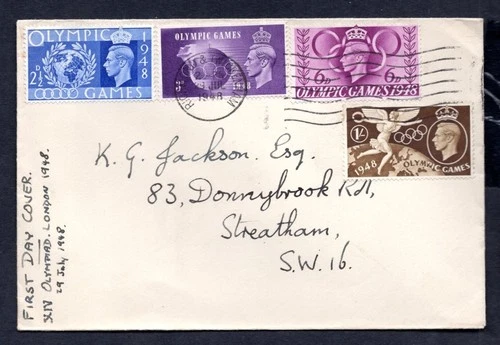 OLYMPIC 1948
2½D
GAMES
OLYMPIC GAMES
1948
6D 6D
OLYMPIC GAMES 1948
1/-
1948
OLYMPIC GAMES
K. G. Jackson. Esq.
83, Donnybrook Rd,
Streatham,
S.W. 16.
FIRST DAY COVER.
XIV OLYMPIAD. LONDON 1948.
29 July 1948.